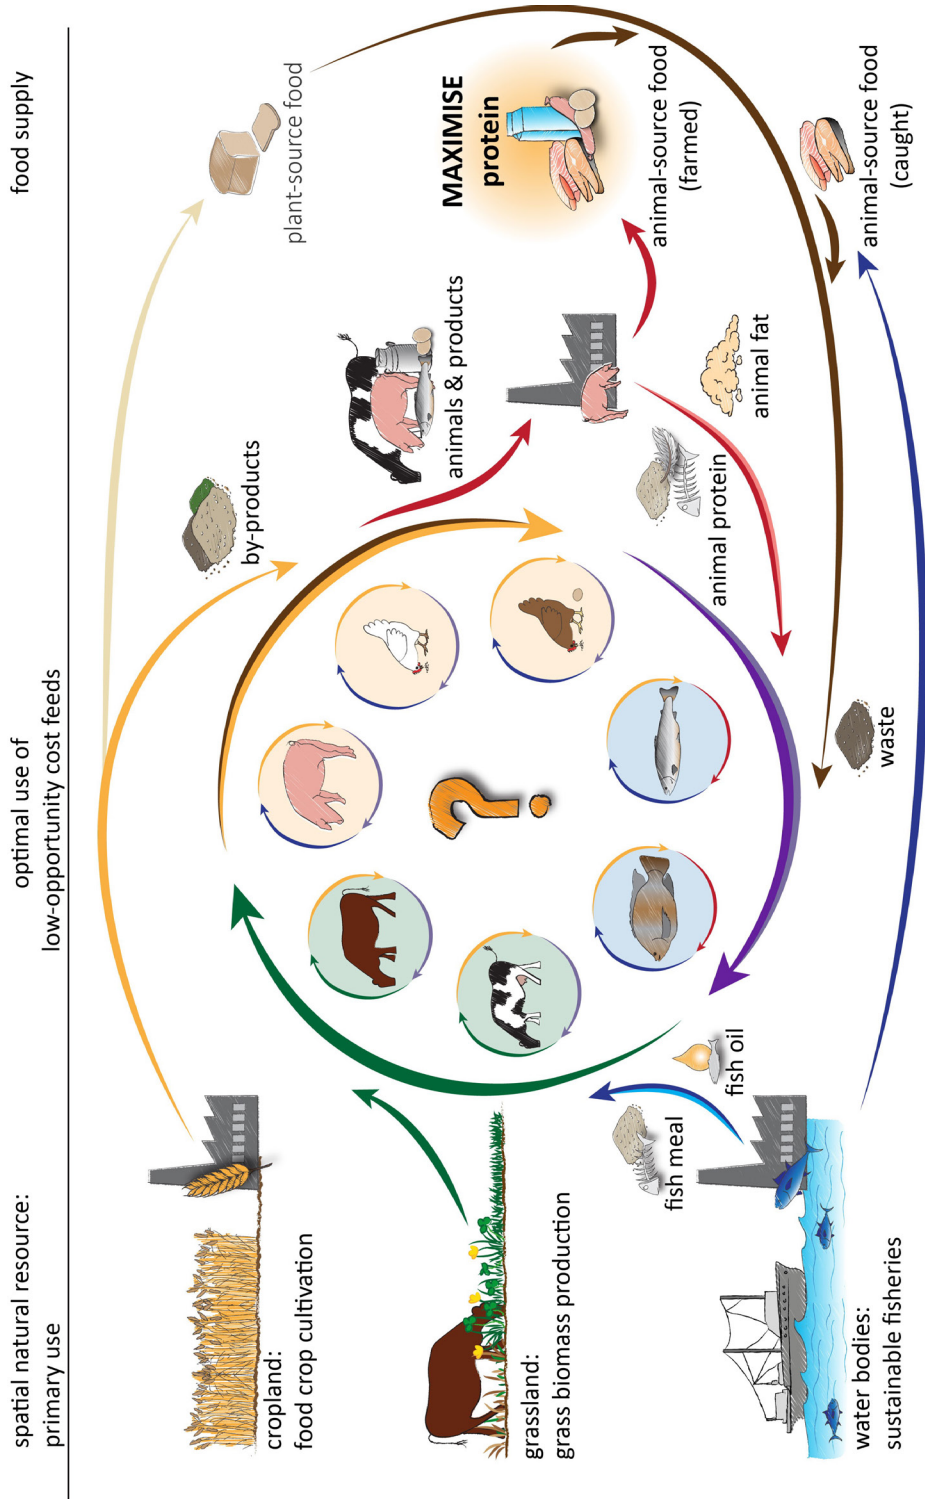 spatial natural resource:
primary use
optimal use of
low-opportunity cost feeds
food supply
cropland:
food crop cultivation
by-products
plant-source food
animals & products
MAXIMISE
protein
grassland:
grass biomass production
animal-source food
(farmed)
fish meal
fish oil
animal protein
animal fat
waste
water bodies:
sustainable fisheries
animal-source food
(caught)